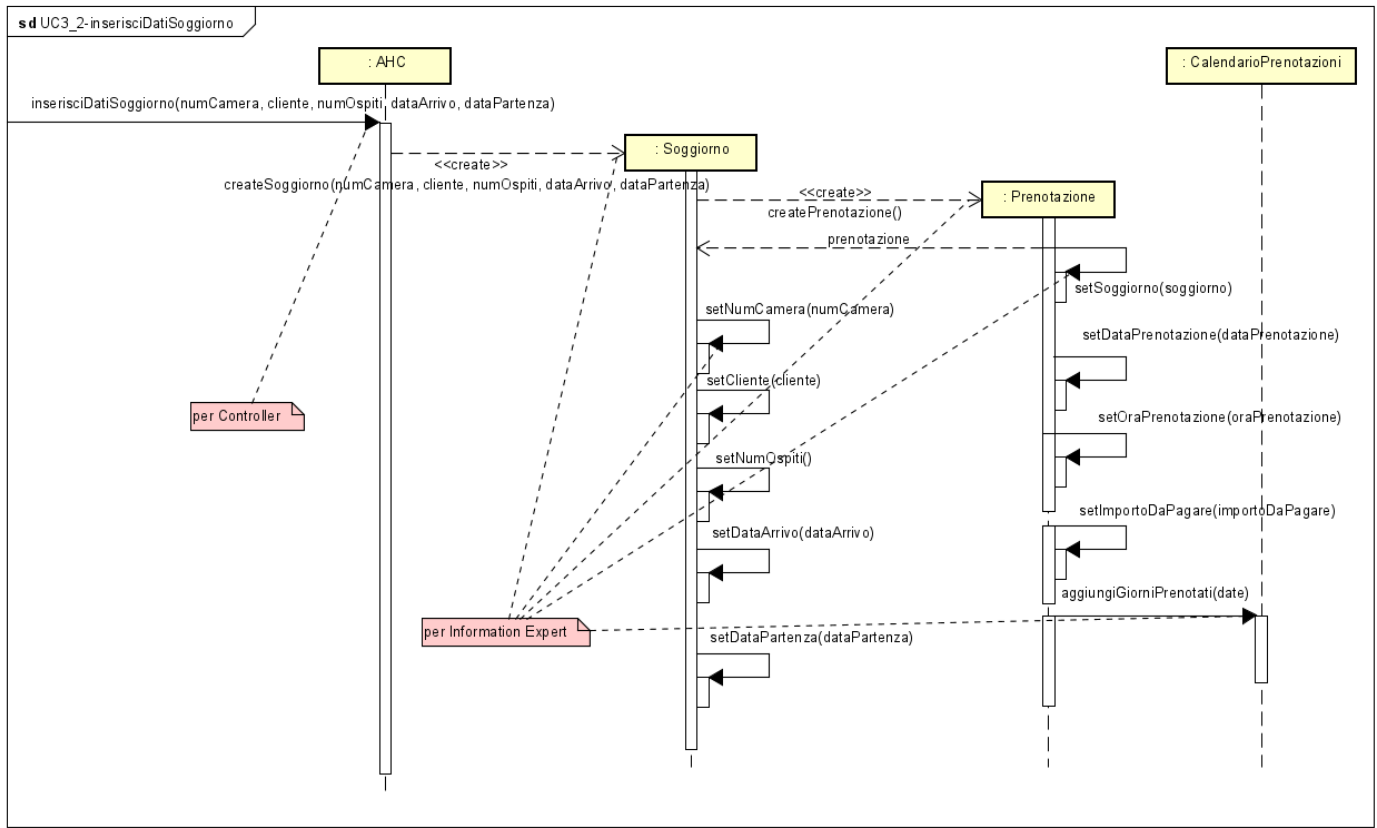 sd UC3_2-inserisciDatiSoggiorno
: AHC
: CalendarioPrenotazioni
inserisciDatiSoggiorno(numCamera, cliente, numOspiti, dataArrivo, dataPartenza)
: Soggiorno
<<create>>
createSoggiorno(numCamera, cliente, numOspiti, dataArrivo, dataPartenza)
<<create>>
: Prenotazione
createPrenotazione()
prenotazione
setSoggiorno(soggiorno)
setNumCamera(numCamera)
setDataPrenotazione(dataPrenotazione)
setCliente(cliente)
per Controller
setOraPrenotazione(oraPrenotazione)
setNumOspiti()
setImportoDaPagare(importoDaPagare)
setDataArrivo(dataArrivo)
aggiungiGiorniPrenotati(date)
per Information Expert
setDataPartenza(dataPartenza)